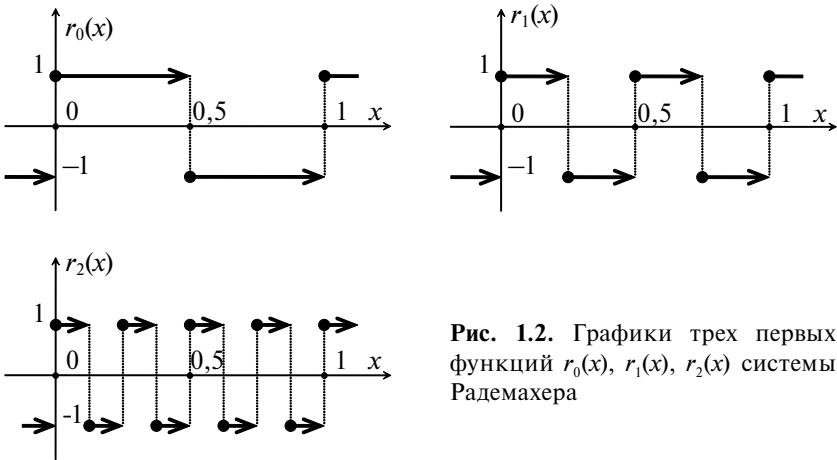 r₀(x)
1
0 0,5 1 x
–1
r₁(x)
1
0 0,5 1 x
–1
r₂(x)
1
0 0,5 1 x
-1
Рис. 1.2. Графики трех первых
функций r₀(x), r₁(x), r₂(x) системы
Радемахера